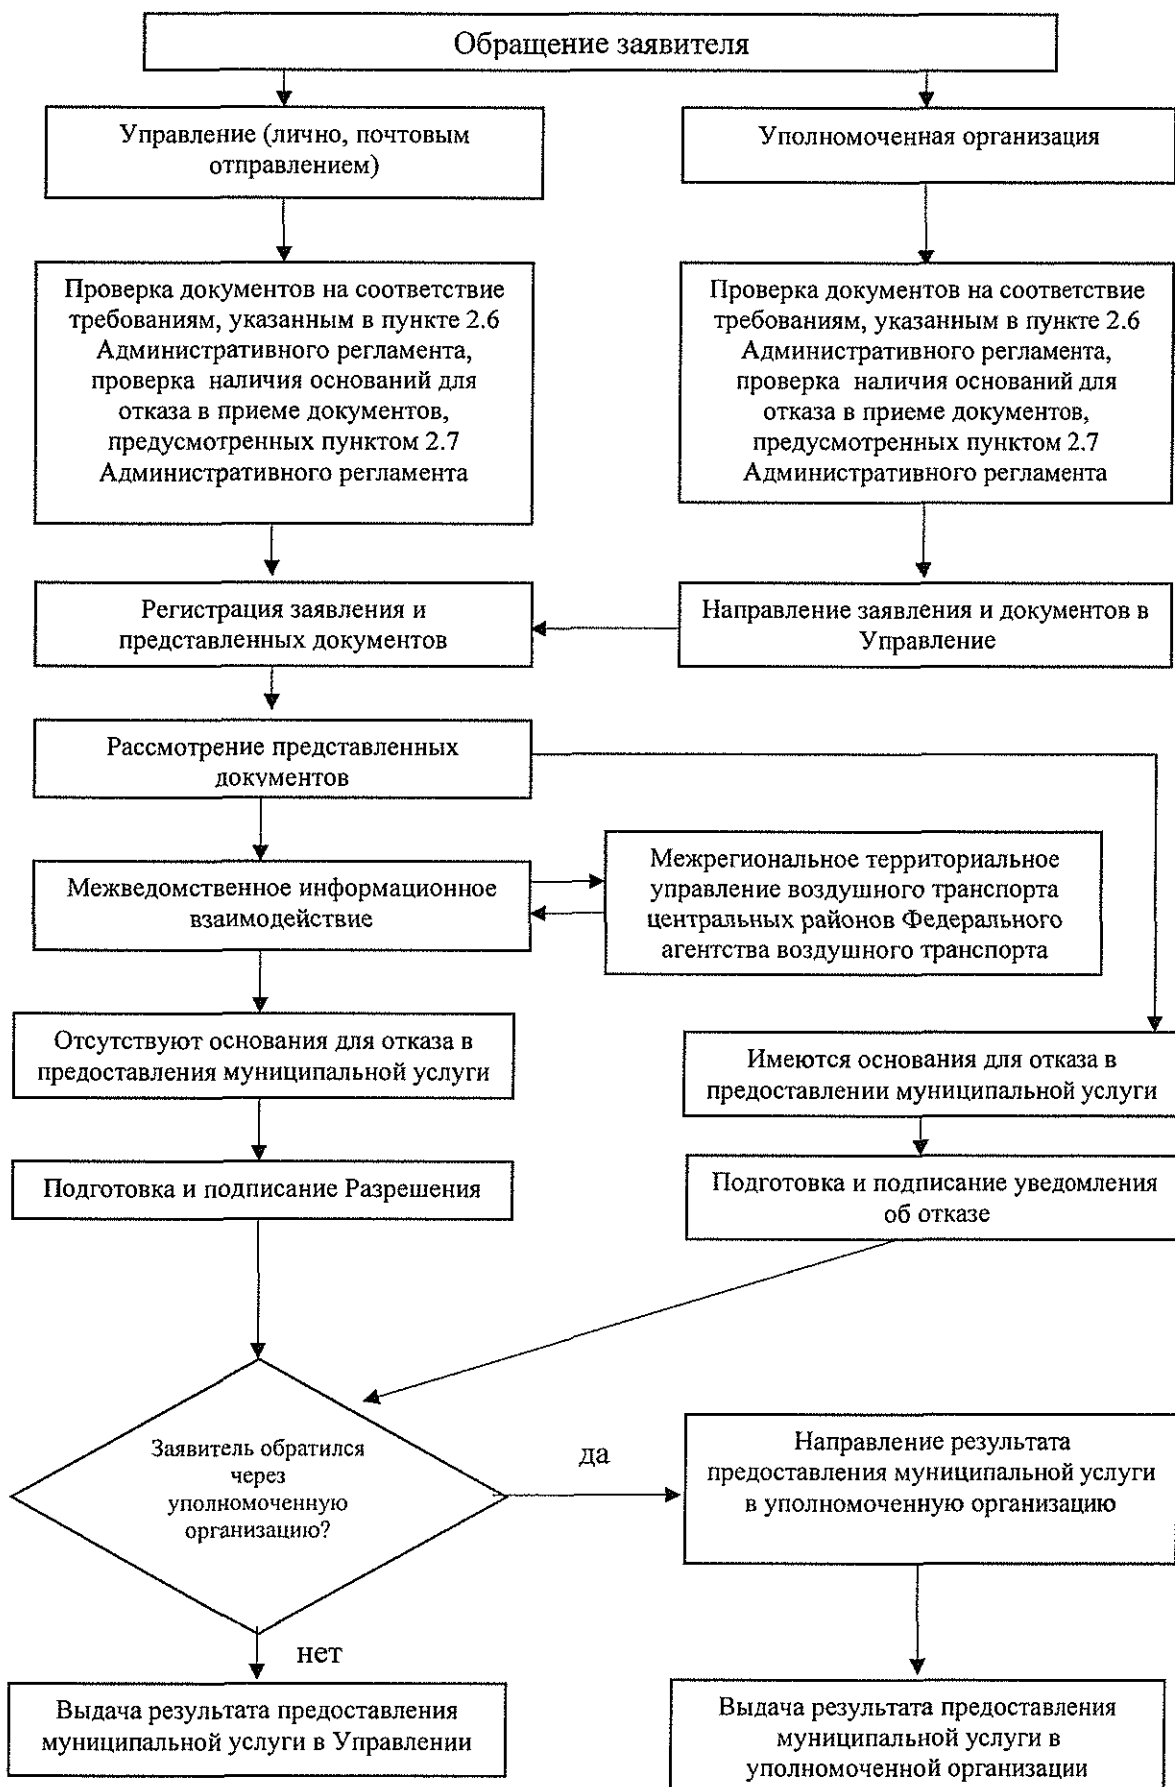 Обращение заявителя
Управление (лично, почтовым
отправлением)
Уполномоченная организация
Проверка документов на соответствие
требованиям, указанным в пункте 2.6
Административного регламента,
проверка наличия оснований для
отказа в приеме документов,
предусмотренных пунктом 2.7
Административного регламента
Проверка документов на соответствие
требованиям, указанным в пункте 2.6
Административного регламента,
проверка наличия оснований для
отказа в приеме документов,
предусмотренных пунктом 2.7
Административного регламента
Регистрация заявления и
представленных документов
Направление заявления и документов в
Управление
Рассмотрение представленных
документов
Межведомственное информационное
взаимодействие
Межрегиональное территориальное
управление воздушного транспорта
центральных районов Федерального
агентства воздушного транспорта
Отсутствуют основания для отказа в
предоставления муниципальной услуги
Имеются основания для отказа в
предоставлении муниципальной услуги
Подготовка и подписание Разрешения
Подготовка и подписание уведомления
об отказе
Заявитель обратился
через
уполномоченную
организацию?
да
Направление результата
предоставления муниципальной услуги
в уполномоченную организацию
нет
Выдача результата предоставления
муниципальной услуги в Управлении
Выдача результата предоставления
муниципальной услуги в
уполномоченной организации